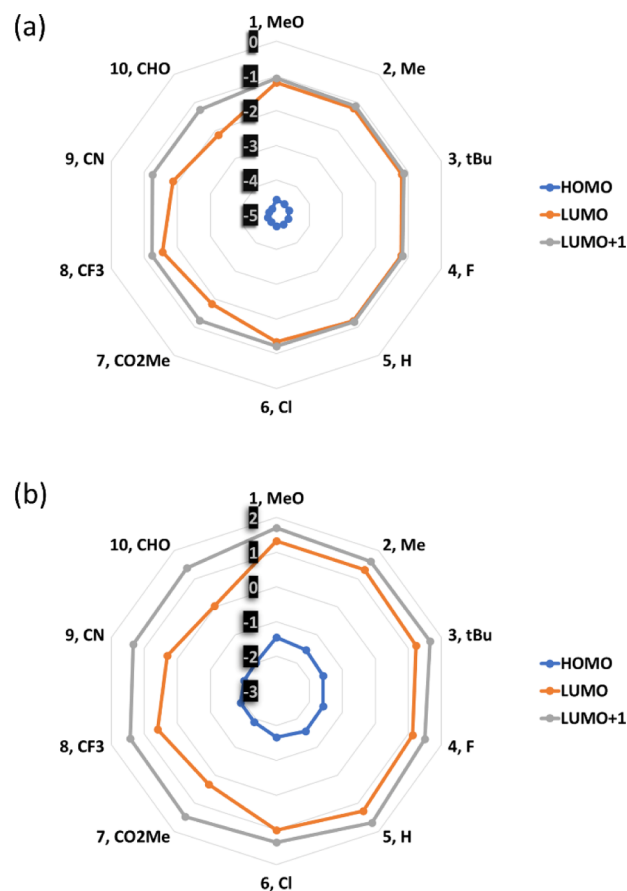 (a)
1, MeO
0
10, CHO
2, Me
-1
-2
9, CN
3, tBu
-3
-4
HOMO
-5
LUMO
LUMO+1
8, CF3
4, F
7, CO2Me
5, H
6, Cl
(b)
1, MeO
2
10, CHO
2, Me
1
0
9, CN
3, tBu
-1
-2
HOMO
-3
LUMO
LUMO+1
8, CF3
4, F
7, CO2Me
5, H
6, Cl